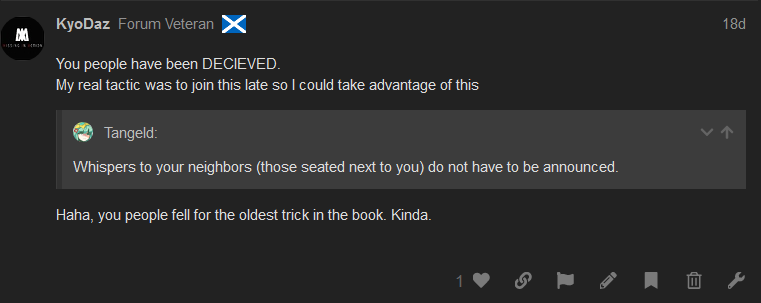 KyoDaz Forum Veteran 18d
You people have been DECIEVED.
My real tactic was to join this late so I could take advantage of this
Tangeld:
Whispers to your neighbors (those seated next to you) do not have to be announced.
Haha, you people fell for the oldest trick in the book. Kinda.
1